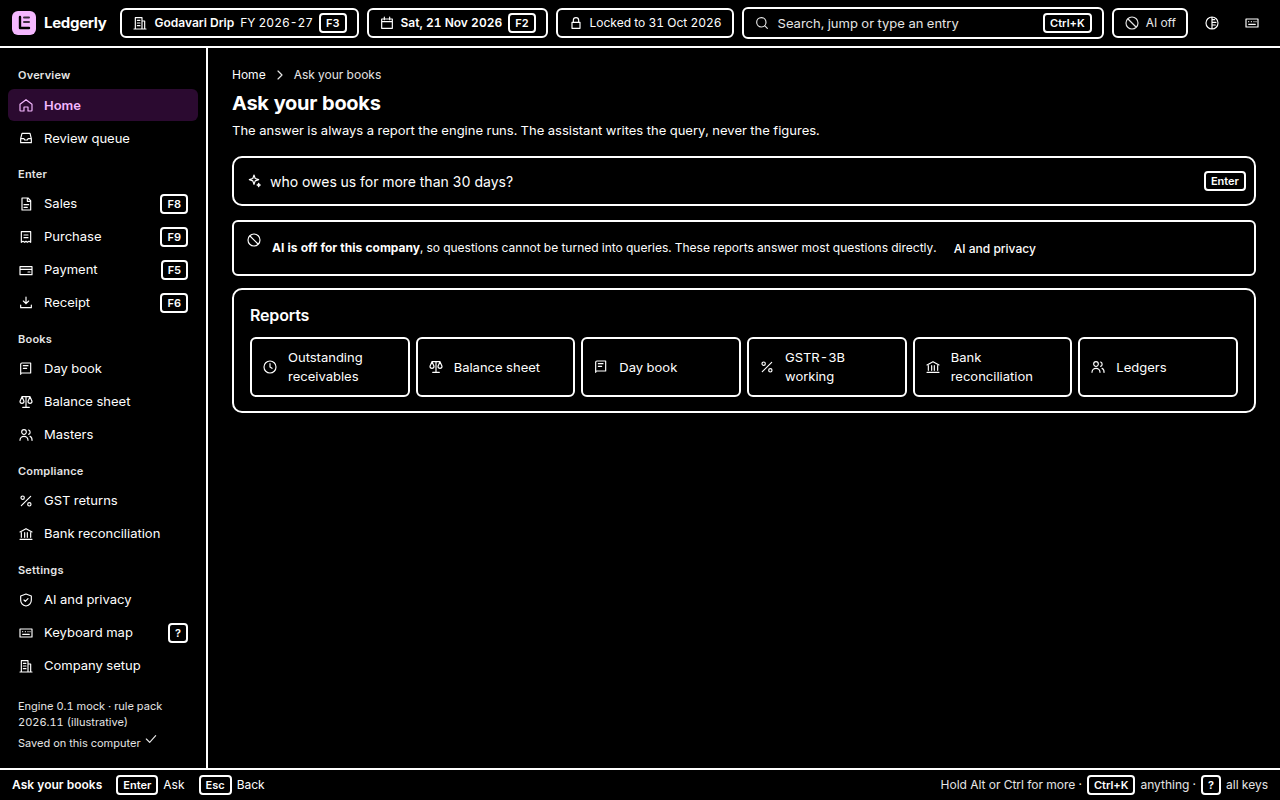 Ledgerly
Godavari Drip FY 2026-27 F3
Sat, 21 Nov 2026 F2
Locked to 31 Oct 2026
Search, jump or type an entry Ctrl+K
AI off
Overview
Home
Review queue
Enter
Sales F8
Purchase F9
Payment F5
Receipt F6
Books
Day book
Balance sheet
Masters
Compliance
GST returns
Bank reconciliation
Settings
AI and privacy
Keyboard map ?
Company setup
Engine 0.1 mock · rule pack
2026.11 (illustrative)
Saved on this computer
Home > Ask your books
Ask your books
The answer is always a report the engine runs. The assistant writes the query, never the figures.
who owes us for more than 30 days? Enter
AI is off for this company, so questions cannot be turned into queries. These reports answer most questions directly. AI and privacy
Reports
Outstanding
receivables
Balance sheet
Day book
GSTR-3B
working
Bank
reconciliation
Ledgers
Ask your books Enter Ask Esc Back
Hold Alt or Ctrl for more · Ctrl+K anything · ? all keys